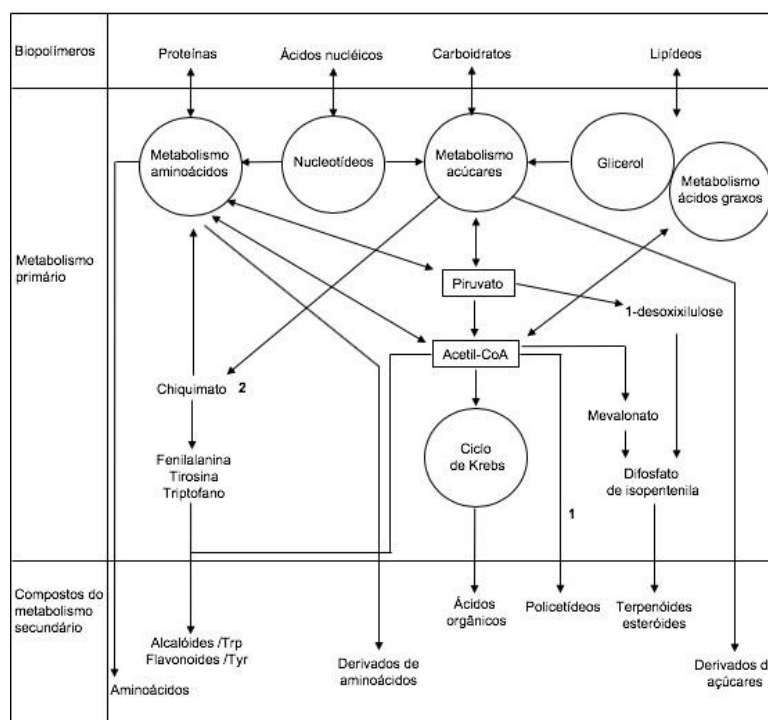 Biopolímeros
Proteínas
Ácidos nucléicos
Carboidratos
Lipídeos
Metabolismo
primário
Metabolismo
aminoácidos
Nucleotídeos
Metabolismo
açúcares
Glicerol
Metabolismo
ácidos graxos
Piruvato
1-desoxixilulose
Acetil-CoA
Chiquimato 2
Mevalonato
Fenilalanina
Tirosina
Triptofano
Ciclo
de Krebs
Difosfato
de isopentenila
1
Compostos do
metabolismo
secundário
Alcalóides /Trp
Flavonoides /Tyr
Ácidos
orgânicos
Policetídeos
Terpenóides
esteróides
Aminoácidos
Derivados de
aminoácidos
Derivados d
açúcares